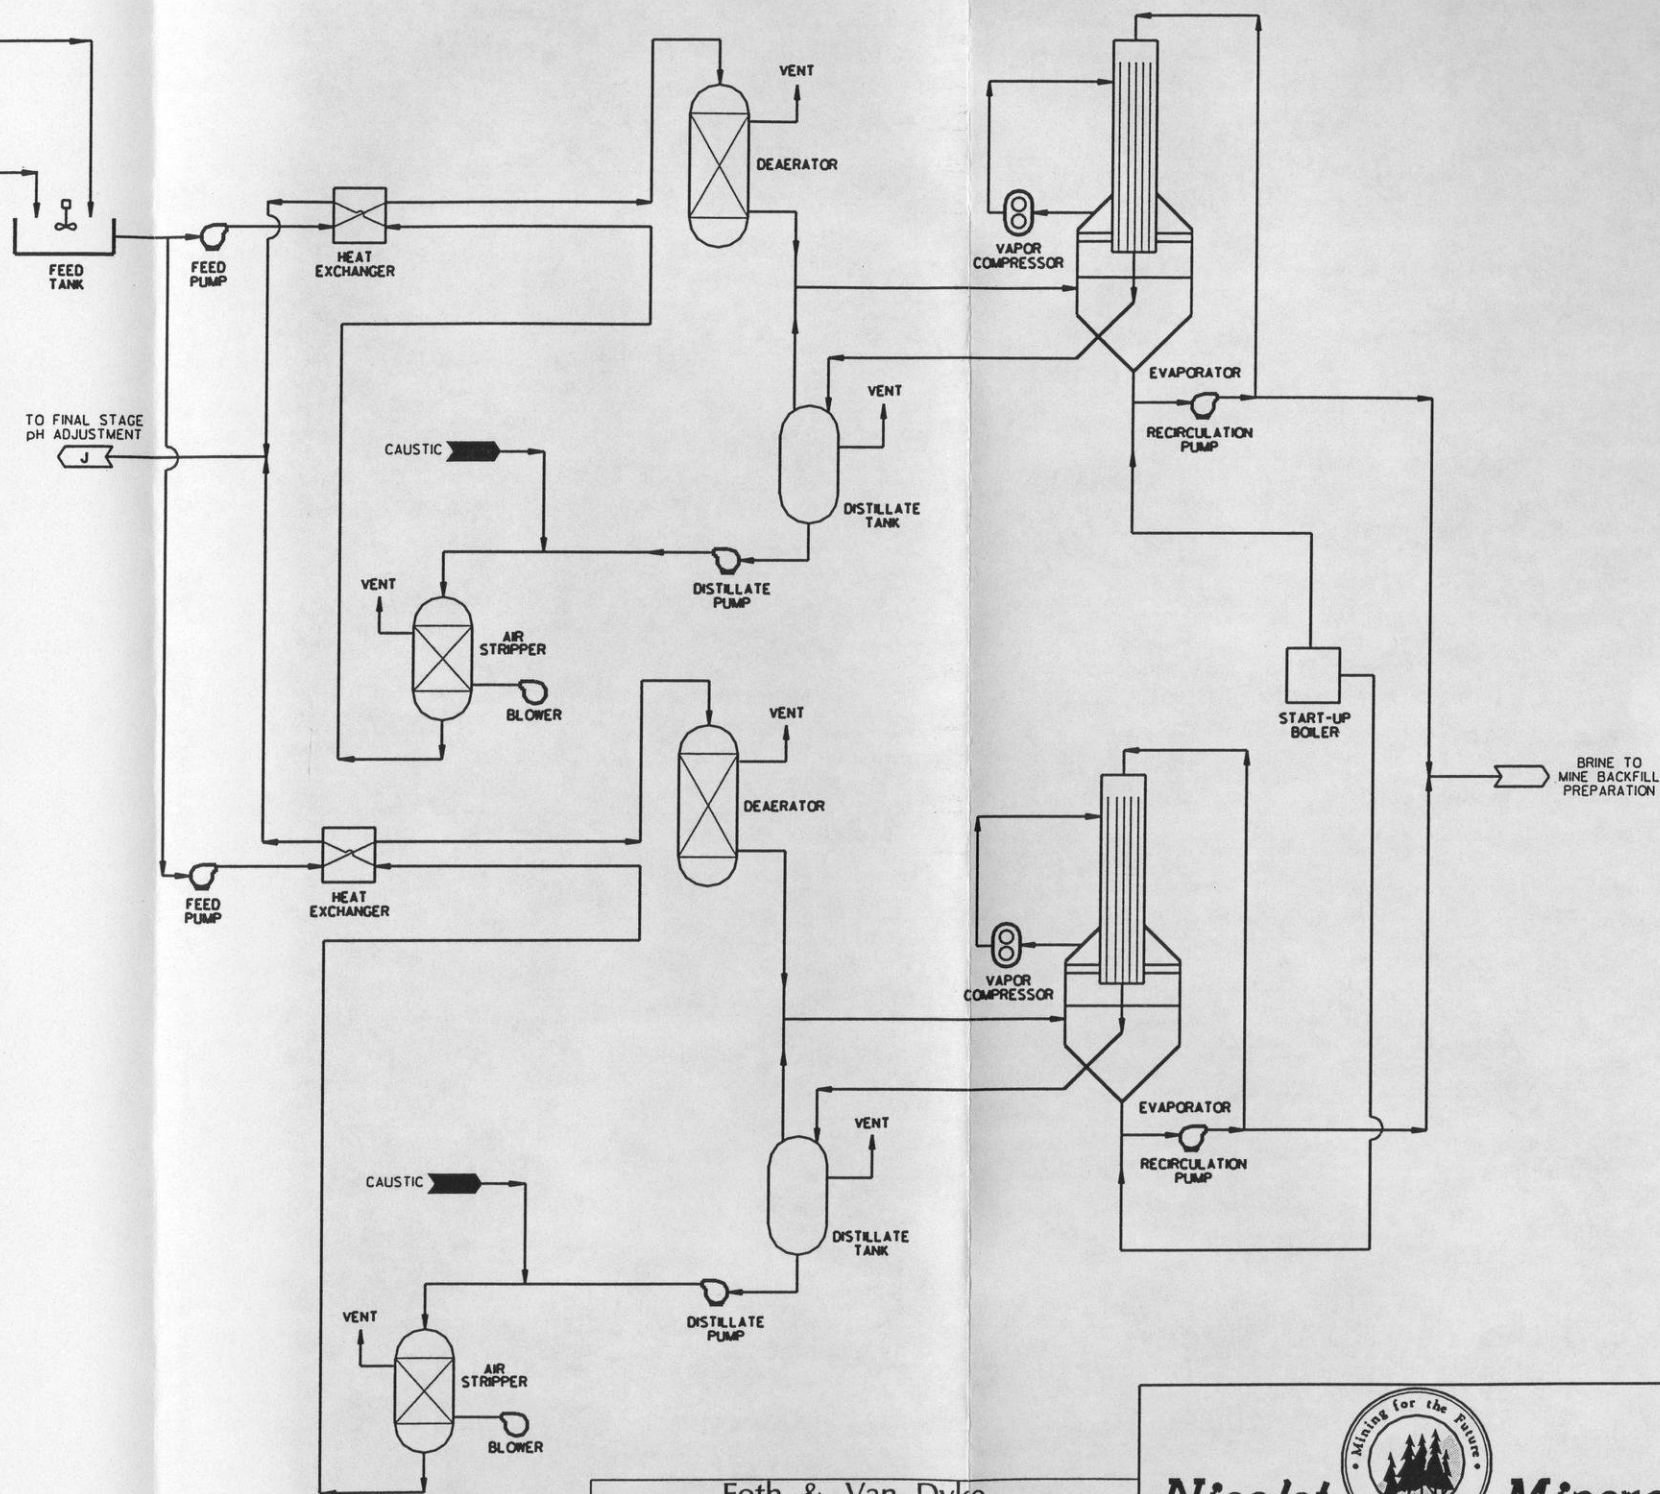 VENT
DEAERATOR
VAPOR
COMPRESSOR
FEED
TANK
FEED
PUMP
HEAT
EXCHANGER
EVAPORATOR
RECIRCULATION
PUMP
TO FINAL STAGE
pH ADJUSTMENT
J
VENT
CAUSTIC
DISTILLATE
TANK
DISTILLATE
PUMP
VENT
AIR
STRIPPER
BLOWER
START-UP
BOILER
BRINE TO
MINE BACKFILL
PREPARATION
VENT
DEAERATOR
FEED
PUMP
HEAT
EXCHANGER
VAPOR
COMPRESSOR
EVAPORATOR
RECIRCULATION
PUMP
VENT
CAUSTIC
DISTILLATE
TANK
DISTILLATE
PUMP
VENT
AIR
STRIPPER
BLOWER
Mining for the Future
Foth & Van Dyke